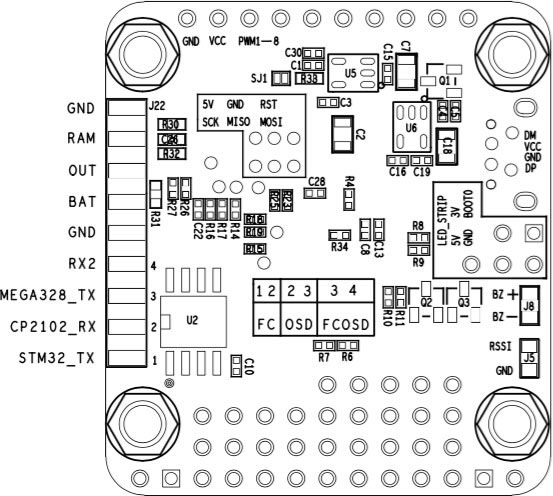 GND VCC PWM1-8
C30
C1
SJ1
R38
U5
C15
C7
Q1
GND
J22
RAM
OUT
BAT
GND
RX2
MEGA328_TX
CP2102_RX
STM32_TX
4
3
2
1
R30
R32
5V GND RST
SCK MISO MOSI
C3
C2
U6
C4
C5
C18
C16
C19
DM
VCC
GND
DP
R31
R27
R26
C22
R16
R17
R14
R25
R23
R18
R19
R15
C28
R4
R34
C8
C13
R8
R9
LED_STRIP
5V 3V
GND BOOT0
U2
C10
1 2
2 3
3 4
FC
OSD
FCOSD
R7
R6
R10
R11
Q2
Q3
BZ +
BZ-
J8
RSSI
GND
J5